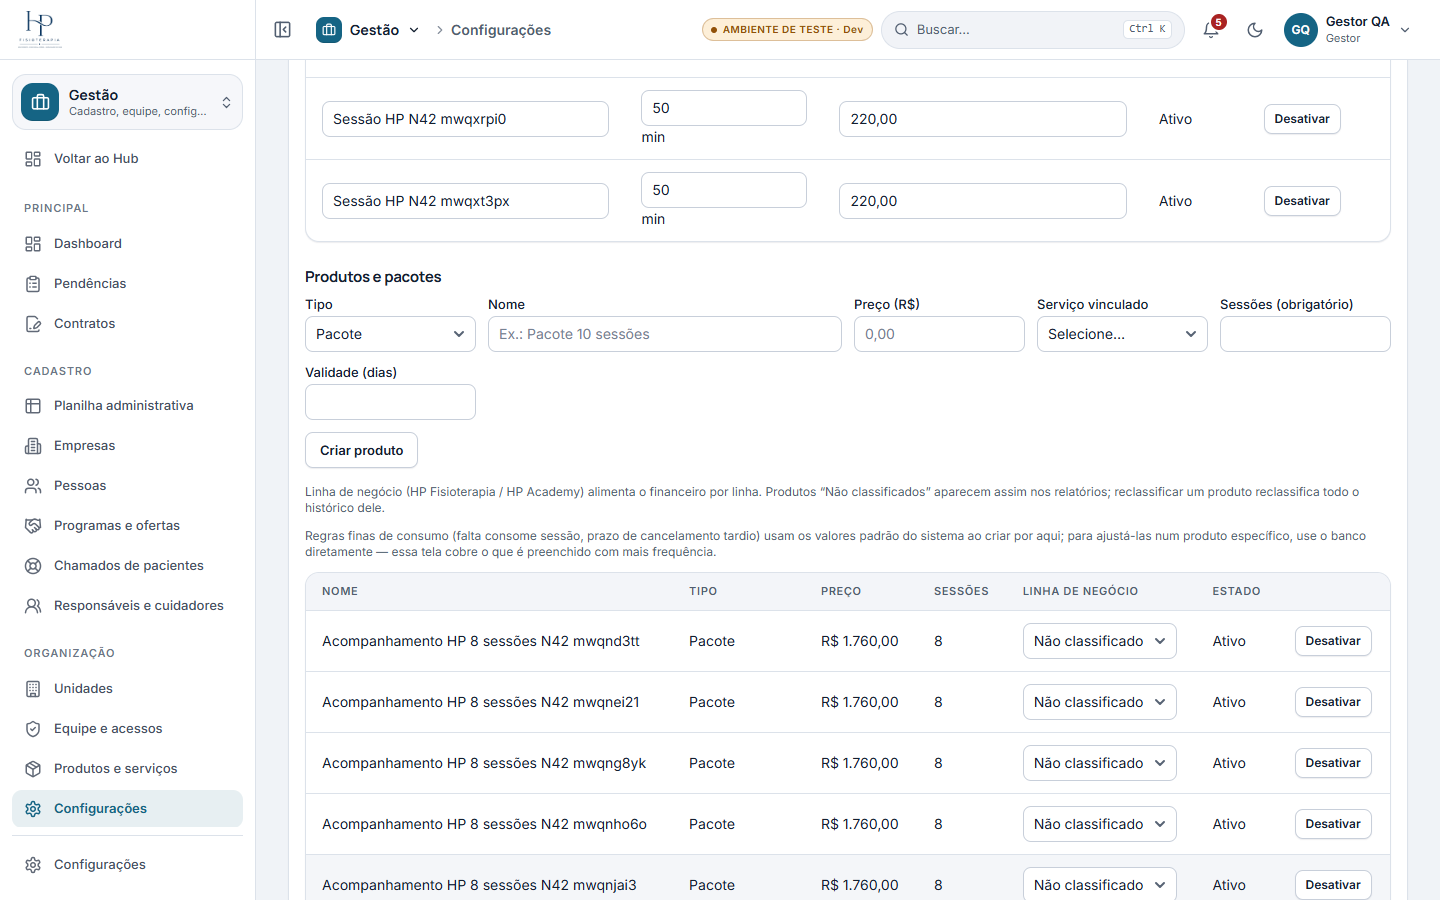 HP
FISIOTERAPIA
Gestão
Configurações
AMBIENTE DE TESTE · Dev
Buscar...
Ctrl K
5
GQ
Gestor QA
Gestor
Gestão
Cadastro, equipe, config...
Voltar ao Hub
PRINCIPAL
Dashboard
Pendências
Contratos
CADASTRO
Planilha administrativa
Empresas
Pessoas
Programas e ofertas
Chamados de pacientes
Responsáveis e cuidadores
ORGANIZAÇÃO
Unidades
Equipe e acessos
Produtos e serviços
Configurações
Configurações
Sessão HP N42 mwqxrpi0 50 min 220,00 Ativo Desativar
Sessão HP N42 mwqxt3px 50 min 220,00 Ativo Desativar
Produtos e pacotes
Tipo Nome Preço (R$) Serviço vinculado Sessões (obrigatório)
Pacote Ex.: Pacote 10 sessões 0,00 Selecione...
Validade (dias)
Criar produto
Linha de negócio (HP Fisioterapia / HP Academy) alimenta o financeiro por linha. Produtos “Não classificados” aparecem assim nos relatórios; reclassificar um produto reclassifica todo o
histórico dele.
Regras finas de consumo (falta consome sessão, prazo de cancelamento tardio) usam os valores padrão do sistema ao criar por aqui; para ajustá-las num produto específico, use o banco
diretamente — essa tela cobre o que é preenchido com mais frequência.
NOME TIPO PREÇO SESSÕES LINHA DE NEGÓCIO ESTADO
Acompanhamento HP 8 sessões N42 mwqnd3tt Pacote R$ 1.760,00 8 Não classificado Ativo Desativar
Acompanhamento HP 8 sessões N42 mwqnei21 Pacote R$ 1.760,00 8 Não classificado Ativo Desativar
Acompanhamento HP 8 sessões N42 mwqng8yk Pacote R$ 1.760,00 8 Não classificado Ativo Desativar
Acompanhamento HP 8 sessões N42 mwqnho6o Pacote R$ 1.760,00 8 Não classificado Ativo Desativar
Acompanhamento HP 8 sessões N42 mwqnjai3 Pacote R$ 1.760,00 8 Não classificado Ativo Desativar